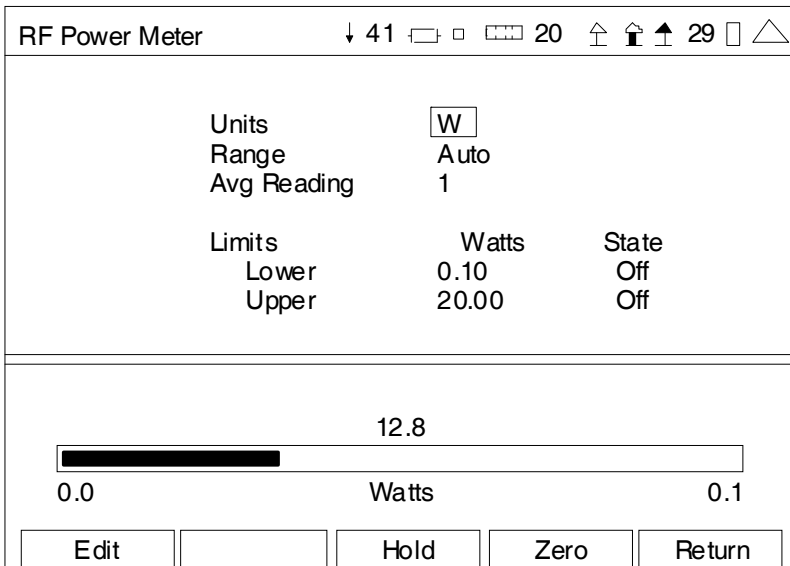 RF Power Meter 41 20 29
Units W
Range Auto
Avg Reading 1
Limits Watts State
Lower 0.10 Off
Upper 20.00 Off
12.8
0.0 Watts 0.1
Edit Hold Zero Return